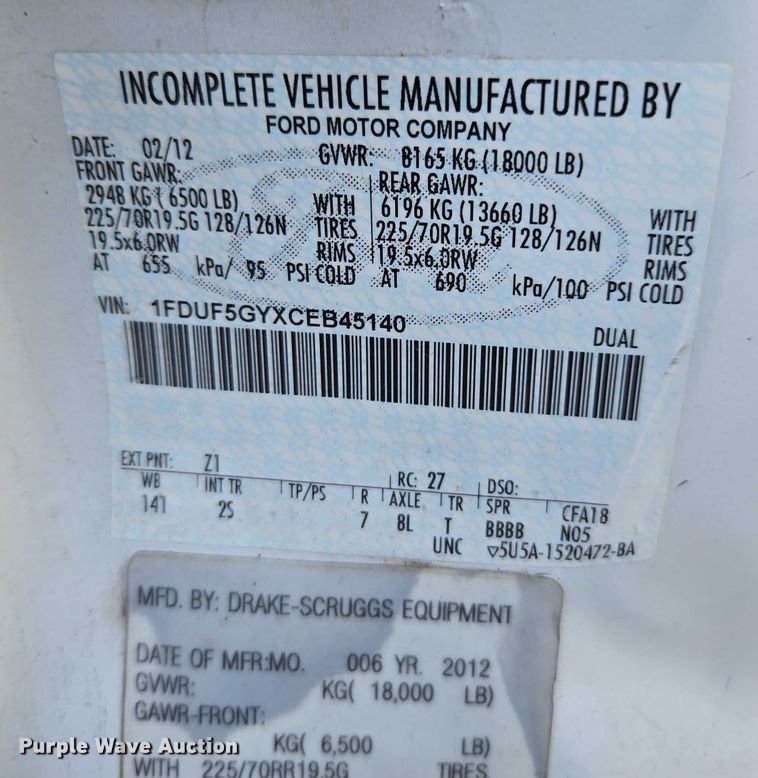 INCOMPLETE VEHICLE MANUFACTURED BY
FORD MOTOR COMPANY
DATE: 02/12 GVWR: 8165 KG (18000 LB)
FRONT GAWR: REAR GAWR:
2948 KG ( 6500 LB) WITH 6196 KG (13660 LB) WITH
225/70R19.5G 128/126N TIRES 225/70R19.5G 128/126N TIRES
19.5x6.0RW RIMS 19.5x6.0RW RIMS
AT 655 kPa/ 95 PSI COLD AT 690 kPa/100 PSI COLD
VIN: 1FDUF5GYXCEB45140
DUAL
EXT PNT: Z1 RC: 27 DSO:
WB INT TR TP/PS R AXLE TR SPR CFA18
141 2S 7 8L T BBBB N05
UNC ▽5U5A-1520472-BA
MFD. BY: DRAKE-SCRUGGS EQUIPMENT
DATE OF MFR:MO. 006 YR. 2012
GVWR: KG( 18,000 LB)
GAWR-FRONT:
KG( 6,500 LB)
WITH 225/70RR19.5G TIRES
Purple Wave Auction